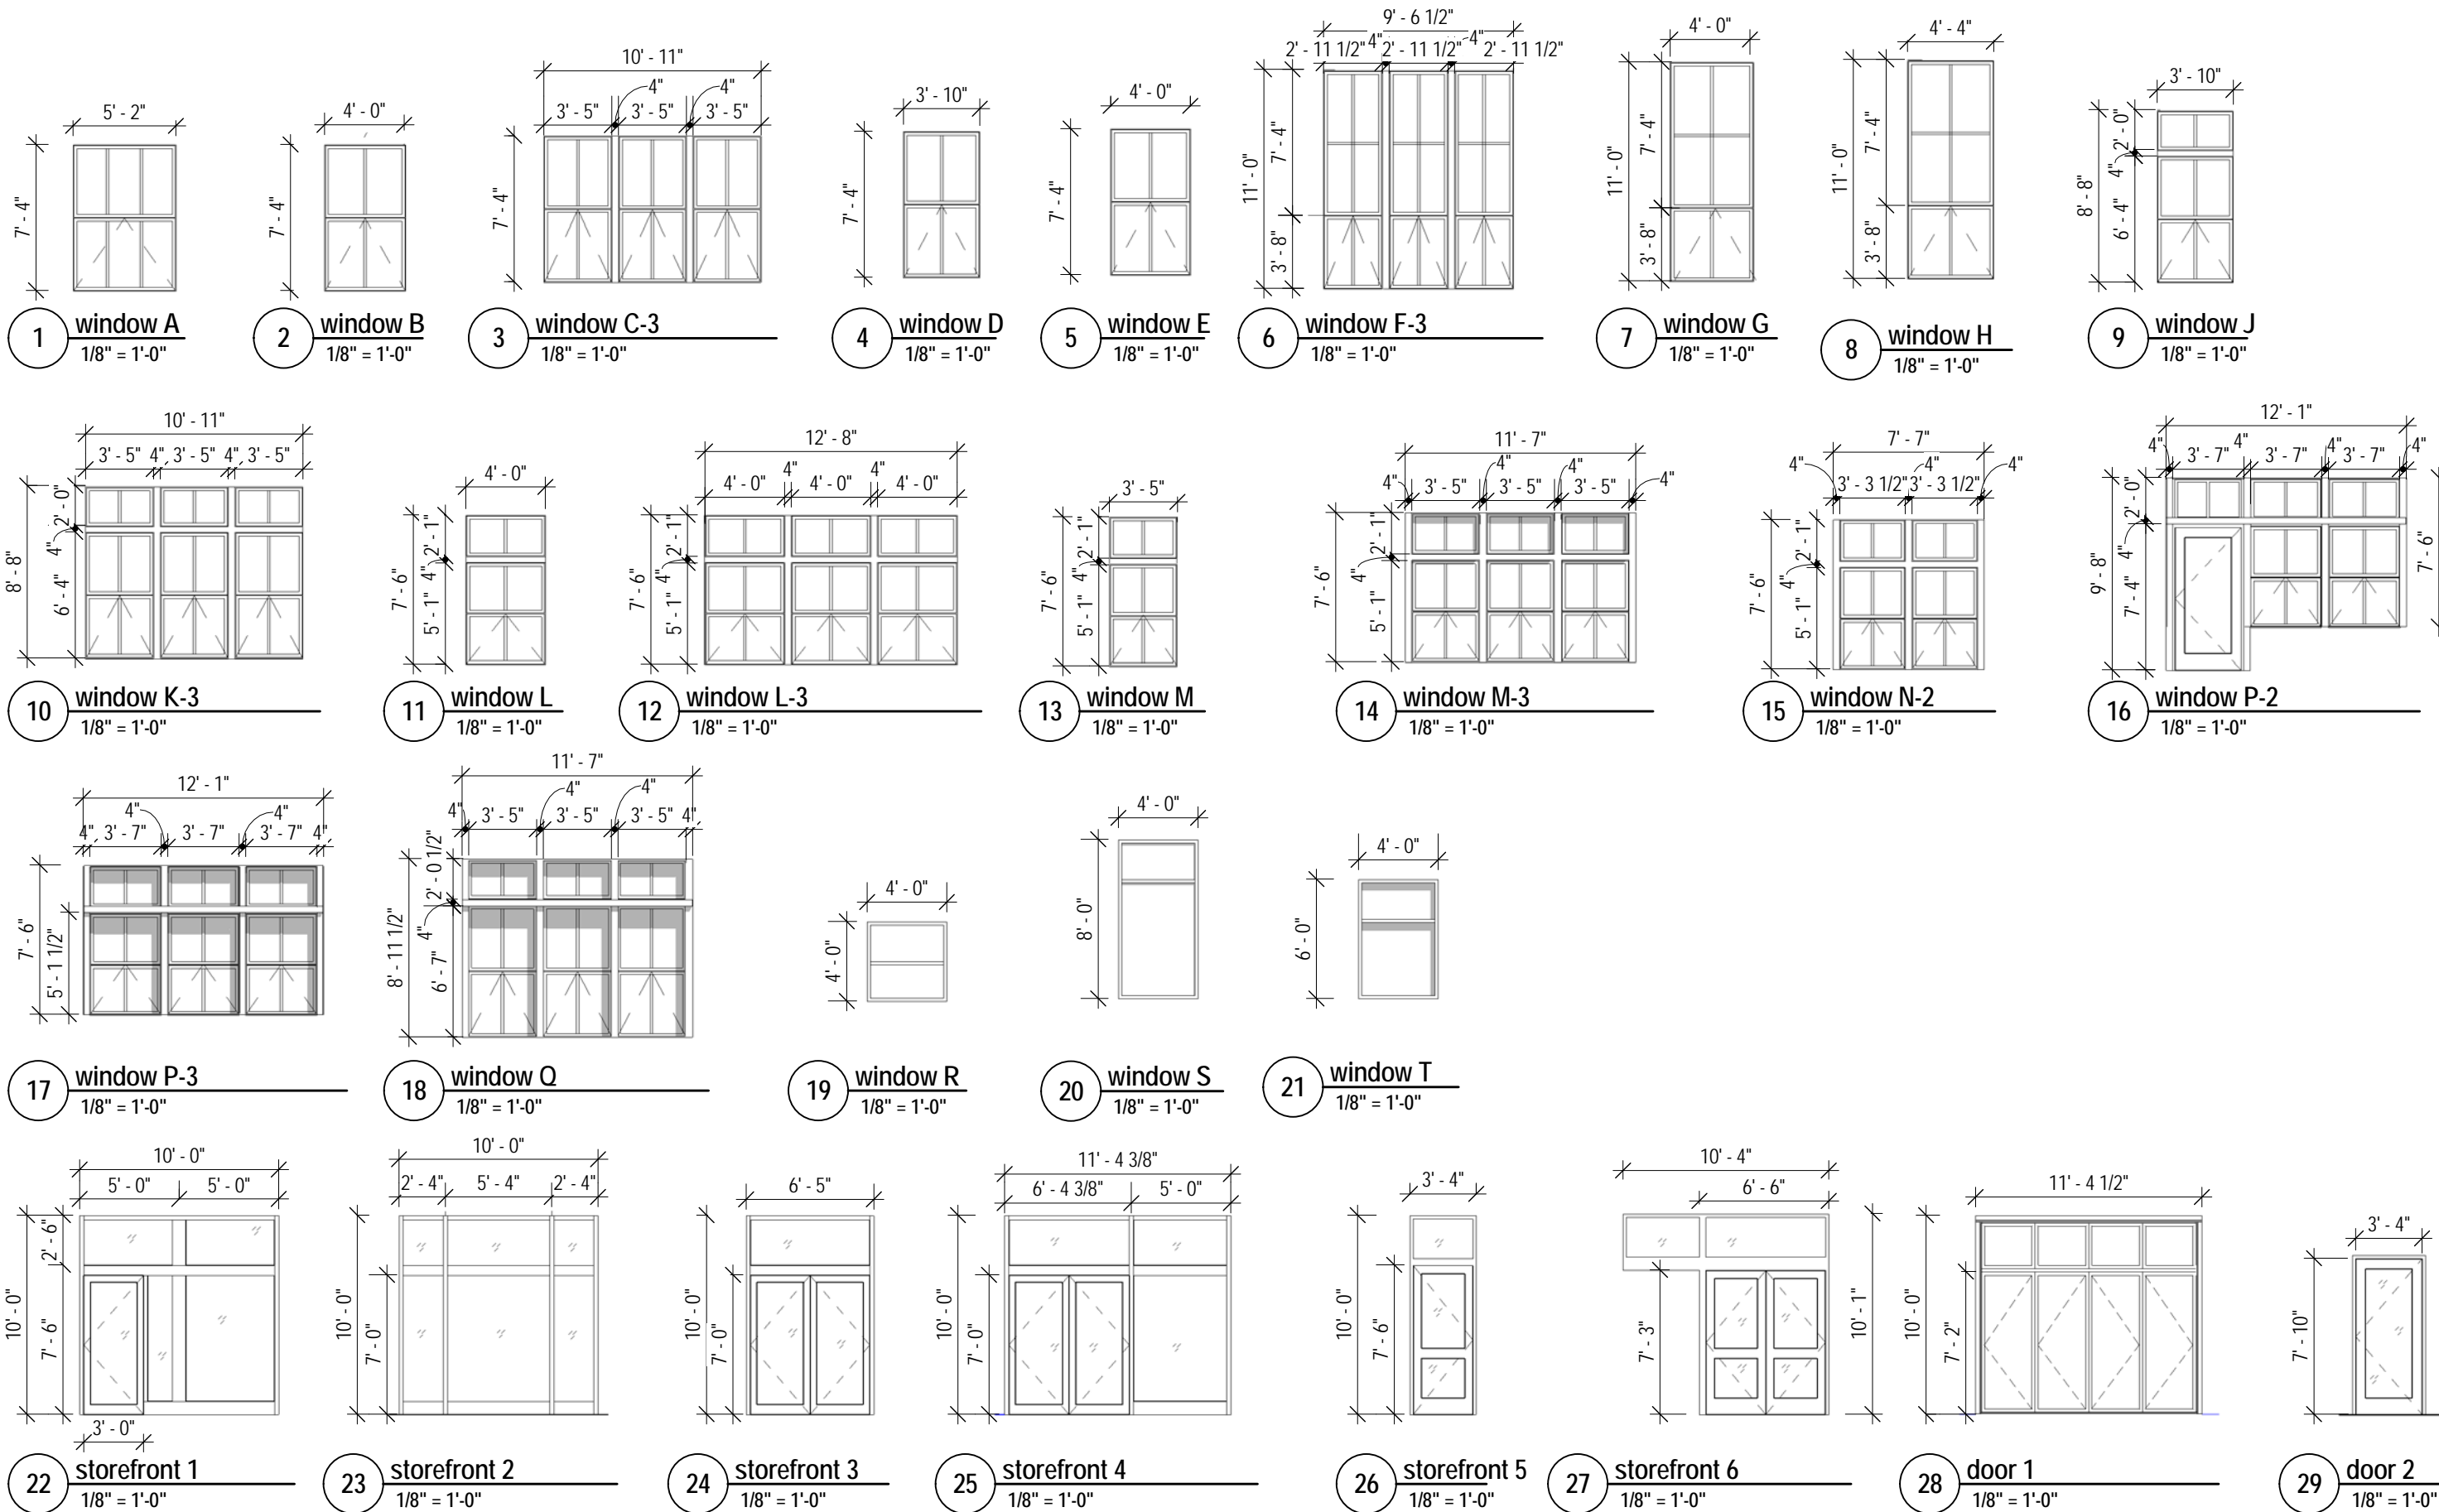 5' - 2"
7' - 4"
1 window A
1/8" = 1'-0"
4' - 0"
7' - 4"
2 window B
1/8" = 1'-0"
10' - 11"
4" 4"
3' - 5" 3' - 5" 3' - 5"
7' - 4"
3 window C-3
1/8" = 1'-0"
3' - 10"
7' - 4"
4 window D
1/8" = 1'-0"
4' - 0"
7' - 4"
5 window E
1/8" = 1'-0"
9' - 6 1/2"
2' - 11 1/2" 4" 2' - 11 1/2" 4" 2' - 11 1/2"
11' - 0"
7' - 4"
3' - 8"
6 window F-3
1/8" = 1'-0"
4' - 0"
11' - 0"
7' - 4"
3' - 8"
7 window G
1/8" = 1'-0"
4' - 4"
11' - 0"
7' - 4"
3' - 8"
8 window H
1/8" = 1'-0"
3' - 10"
8' - 8"
2' - 0"
4"
6' - 4"
9 window J
1/8" = 1'-0"
10' - 11"
3' - 5" 4" 3' - 5" 4" 3' - 5"
8' - 8"
2' - 0"
4"
6' - 4"
10 window K-3
1/8" = 1'-0"
4' - 0"
7' - 6"
2' - 1"
4"
5' - 1"
11 window L
1/8" = 1'-0"
12' - 8"
4' - 0" 4" 4' - 0" 4" 4' - 0"
7' - 6"
2' - 1"
4"
5' - 1"
12 window L-3
1/8" = 1'-0"
3' - 5"
7' - 6"
2' - 1"
4"
5' - 1"
13 window M
1/8" = 1'-0"
11' - 7"
4" 3' - 5" 4" 3' - 5" 4" 3' - 5" 4"
7' - 6"
2' - 1"
4"
5' - 1"
14 window M-3
1/8" = 1'-0"
7' - 7"
4" 4" 4"
3' - 3 1/2" 3' - 3 1/2"
7' - 6"
2' - 1"
4"
5' - 1"
15 window N-2
1/8" = 1'-0"
12' - 1"
4" 3' - 7" 4" 3' - 7" 4" 3' - 7" 4"
9' - 8"
2' - 0"
4"
7' - 4"
7' - 6"
16 window P-2
1/8" = 1'-0"
12' - 1"
4" 4"
4" 3' - 7" 3' - 7" 3' - 7" 4"
7' - 6"
5' - 1 1/2"
17 window P-3
1/8" = 1'-0"
11' - 7"
4" 4"
4" 3' - 5" 3' - 5" 3' - 5" 4"
8' - 11 1/2"
2' - 0 1/2"
4"
6' - 7"
18 window Q
1/8" = 1'-0"
4' - 0"
4' - 0"
19 window R
1/8" = 1'-0"
4' - 0"
8' - 0"
20 window S
1/8" = 1'-0"
4' - 0"
6' - 0"
21 window T
1/8" = 1'-0"
10' - 0"
5' - 0" 5' - 0"
10' - 0"
2' - 6"
7' - 6"
3' - 0"
22 storefront 1
1/8" = 1'-0"
10' - 0"
2' - 4" 5' - 4" 2' - 4"
10' - 0"
7' - 0"
23 storefront 2
1/8" = 1'-0"
6' - 5"
10' - 0"
7' - 0"
24 storefront 3
1/8" = 1'-0"
11' - 4 3/8"
6' - 4 3/8" 5' - 0"
10' - 0"
7' - 0"
25 storefront 4
1/8" = 1'-0"
3' - 4"
10' - 0"
7' - 6"
26 storefront 5
1/8" = 1'-0"
10' - 4"
6' - 6"
7' - 3"
10' - 1"
27 storefront 6
1/8" = 1'-0"
11' - 4 1/2"
10' - 0"
7' - 2"
28 door 1
1/8" = 1'-0"
3' - 4"
7' - 10"
29 door 2
1/8" = 1'-0"